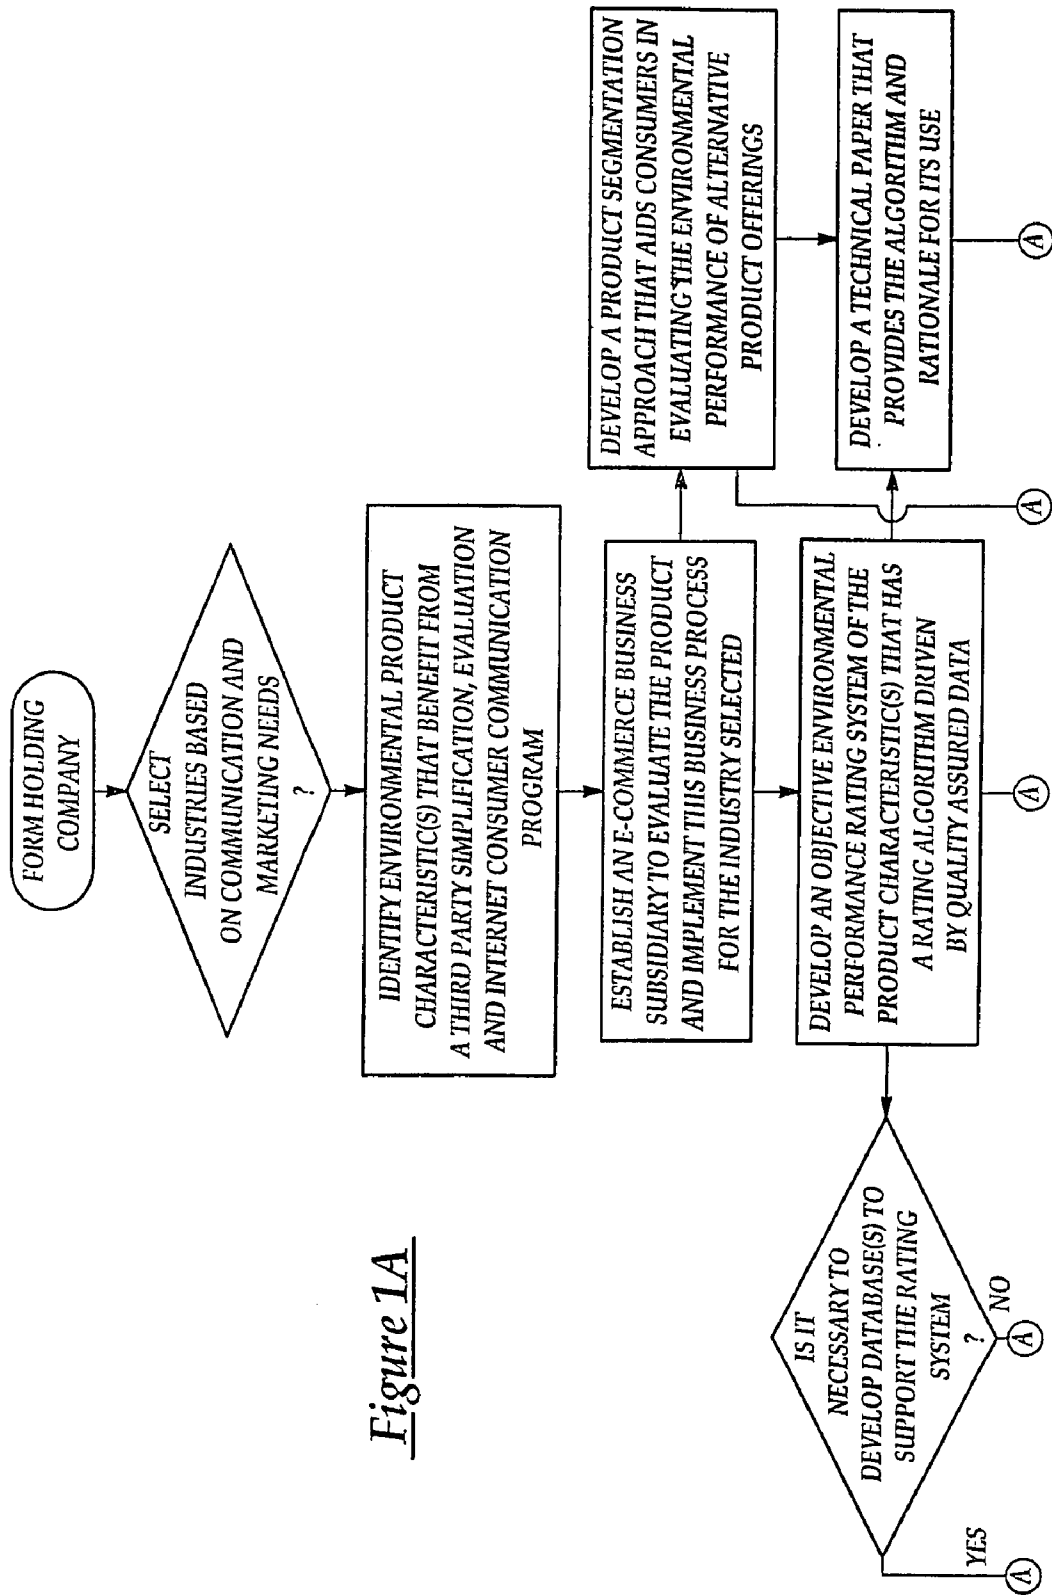 FORM HOLDING
COMPANY
SELECT
INDUSTRIES BASED
ON COMMUNICATION AND
MARKETING NEEDS
?
IDENTIFY ENVIRONMENTAL PRODUCT
CHARACTERISTIC(S) THAT BENEFIT FROM
A THIRD PARTY SIMPLIFICATION, EVALUATION
AND INTERNET CONSUMER COMMUNICATION
PROGRAM
ESTABLISH AN E-COMMERCE BUSINESS
SUBSIDIARY TO EVALUATE THE PRODUCT
AND IMPLEMENT THIS BUSINESS PROCESS
FOR THE INDUSTRY SELECTED
DEVELOP A PRODUCT SEGMENTATION
APPROACH THAT AIDS CONSUMERS IN
EVALUATING THE ENVIRONMENTAL
PERFORMANCE OF ALTERNATIVE
PRODUCT OFFERINGS
DEVELOP AN OBJECTIVE ENVIRONMENTAL
PERFORMANCE RATING SYSTEM OF THE
PRODUCT CHARACTERISTIC(S) THAT HAS
A RATING ALGORITHM DRIVEN
BY QUALITY ASSURED DATA
DEVELOP A TECHNICAL PAPER THAT
PROVIDES THE ALGORITHM AND
RATIONALE FOR ITS USE
IS IT
NECESSARY TO
DEVELOP DATABASE(S) TO
SUPPORT THE RATING
SYSTEM
?
YES
NO
A
A
A
A
A
Figure 1A